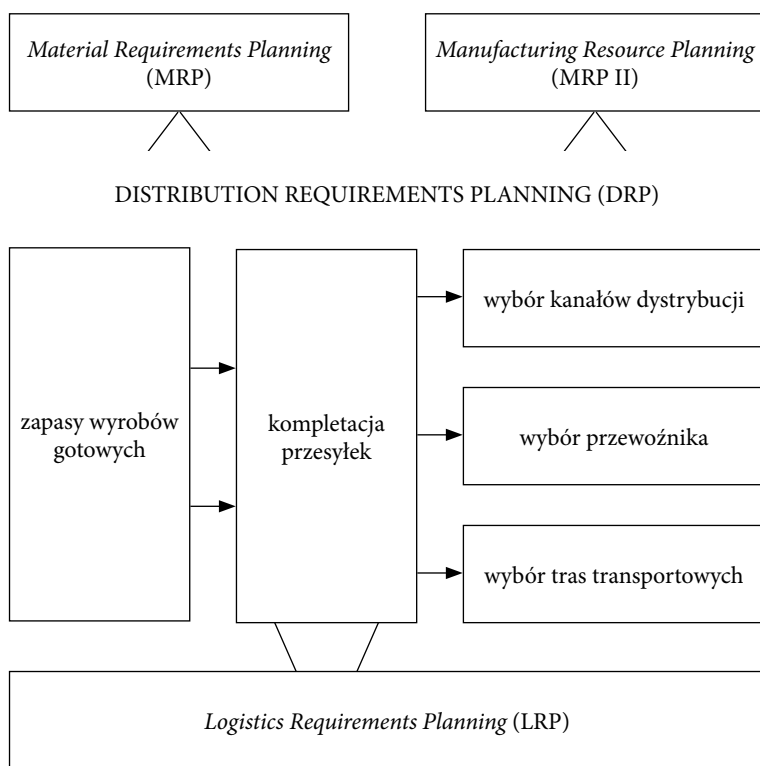 Material Requirements Planning
(MRP)
Manufacturing Resource Planning
(MRP II)
DISTRIBUTION REQUIREMENTS PLANNING (DRP)
zapasy wyrobów
gotowych
kompletacja
przesyłek
wybór kanałów dystrybucji
wybór przewoźnika
wybór tras transportowych
Logistics Requirements Planning (LRP)